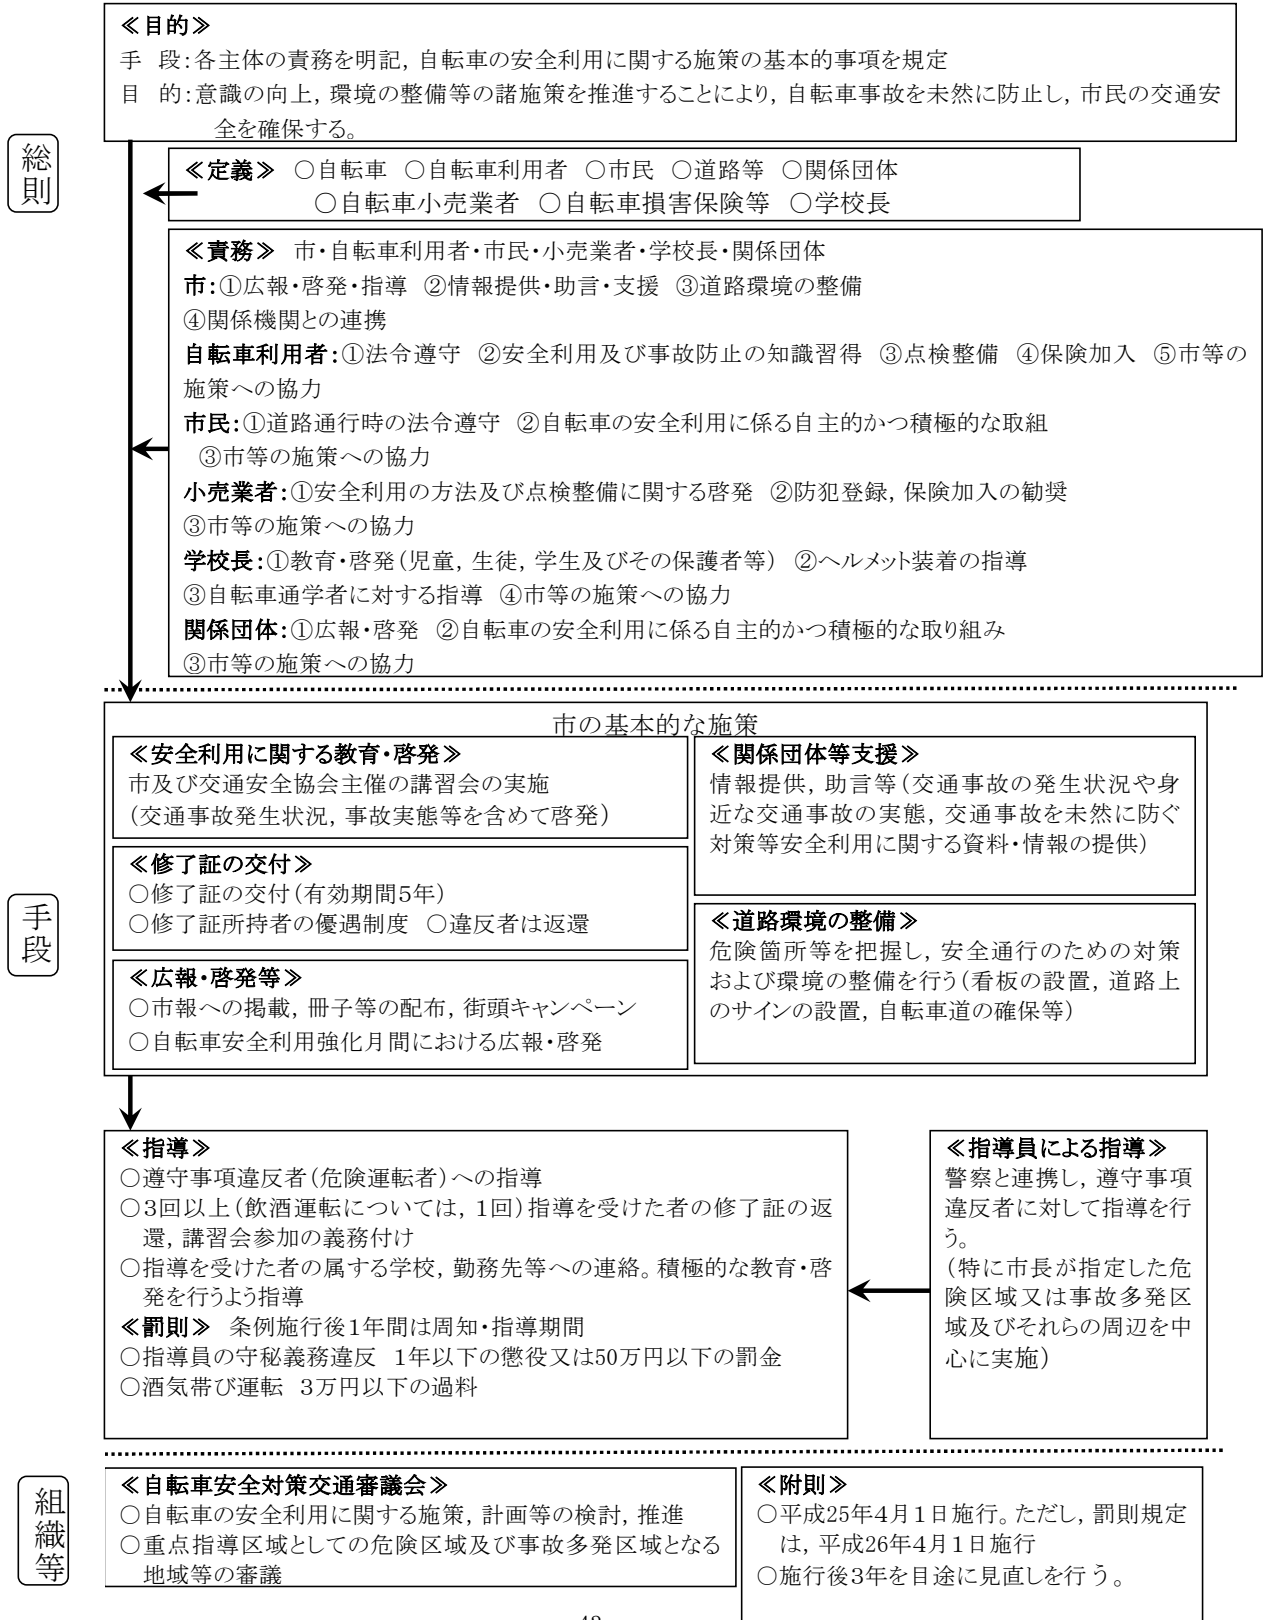 ≪目的≫
手　段：各主体の責務を明記，自転車の安全利用に関する施策の基本的事項を規定
目　的：意識の向上，環境の整備等の諸施策を推進することにより，自転車事故を未然に防止し，市民の交通安
全を確保する。
総則
≪定義≫　○自転車　○自転車利用者　○市民　○道路等　○関係団体
○自転車小売業者　○自転車損害保険等　○学校長
≪責務≫　市・自転車利用者・市民・小売業者・学校長・関係団体
市：①広報・啓発・指導　②情報提供・助言・支援　③道路環境の整備
④関係機関との連携
自転車利用者：①法令遵守　②安全利用及び事故防止の知識習得　③点検整備　④保険加入　⑤市等の
施策への協力
市民：①道路通行時の法令遵守　②自転車の安全利用に係る自主的かつ積極的な取組
③市等の施策への協力
小売業者：①安全利用の方法及び点検整備に関する啓発　②防犯登録，保険加入の勧奨
③市等の施策への協力
学校長：①教育・啓発（児童，生徒，学生及びその保護者等）　②ヘルメット装着の指導
③自転車通学者に対する指導　④市等の施策への協力
関係団体：①広報・啓発　②自転車の安全利用に係る自主的かつ積極的な取り組み
③市等の施策への協力
手段
市の基本的な施策
≪安全利用に関する教育・啓発≫
市及び交通安全協会主催の講習会の実施
（交通事故発生状況，事故実態等を含めて啓発）
≪修了証の交付≫
○修了証の交付（有効期間5年）
○修了証所持者の優遇制度　○違反者は返還
≪広報・啓発等≫
○市報への掲載，冊子等の配布，街頭キャンペーン
○自転車安全利用強化月間における広報・啓発
≪関係団体等支援≫
情報提供，助言等（交通事故の発生状況や身
近な交通事故の実態，交通事故を未然に防ぐ
対策等安全利用に関する資料・情報の提供）
≪道路環境の整備≫
危険箇所等を把握し，安全通行のための対策
および環境の整備を行う（看板の設置，道路上
のサインの設置，自転車道の確保等）
≪指導≫
○遵守事項違反者（危険運転者）への指導
○3回以上（飲酒運転については，1回）指導を受けた者の修了証の返
還，講習会参加の義務付け
○指導を受けた者の属する学校，勤務先等への連絡。積極的な教育・啓
発を行うよう指導
≪罰則≫　条例施行後1年間は周知・指導期間
○指導員の守秘義務違反　1年以下の懲役又は50万円以下の罰金
○酒気帯び運転　3万円以下の過料
≪指導員による指導≫
警察と連携し，遵守事項
違反者に対して指導を行
う。
（特に市長が指定した危
険区域又は事故多発区
域及びそれらの周辺を中
心に実施）
組織等
≪自転車安全対策交通審議会≫
○自転車の安全利用に関する施策，計画等の検討，推進
○重点指導区域としての危険区域及び事故多発区域となる
地域等の審議
≪附則≫
○平成25年4月1日施行。ただし，罰則規定
は，平成26年4月1日施行
○施行後3年を目途に見直しを行う。